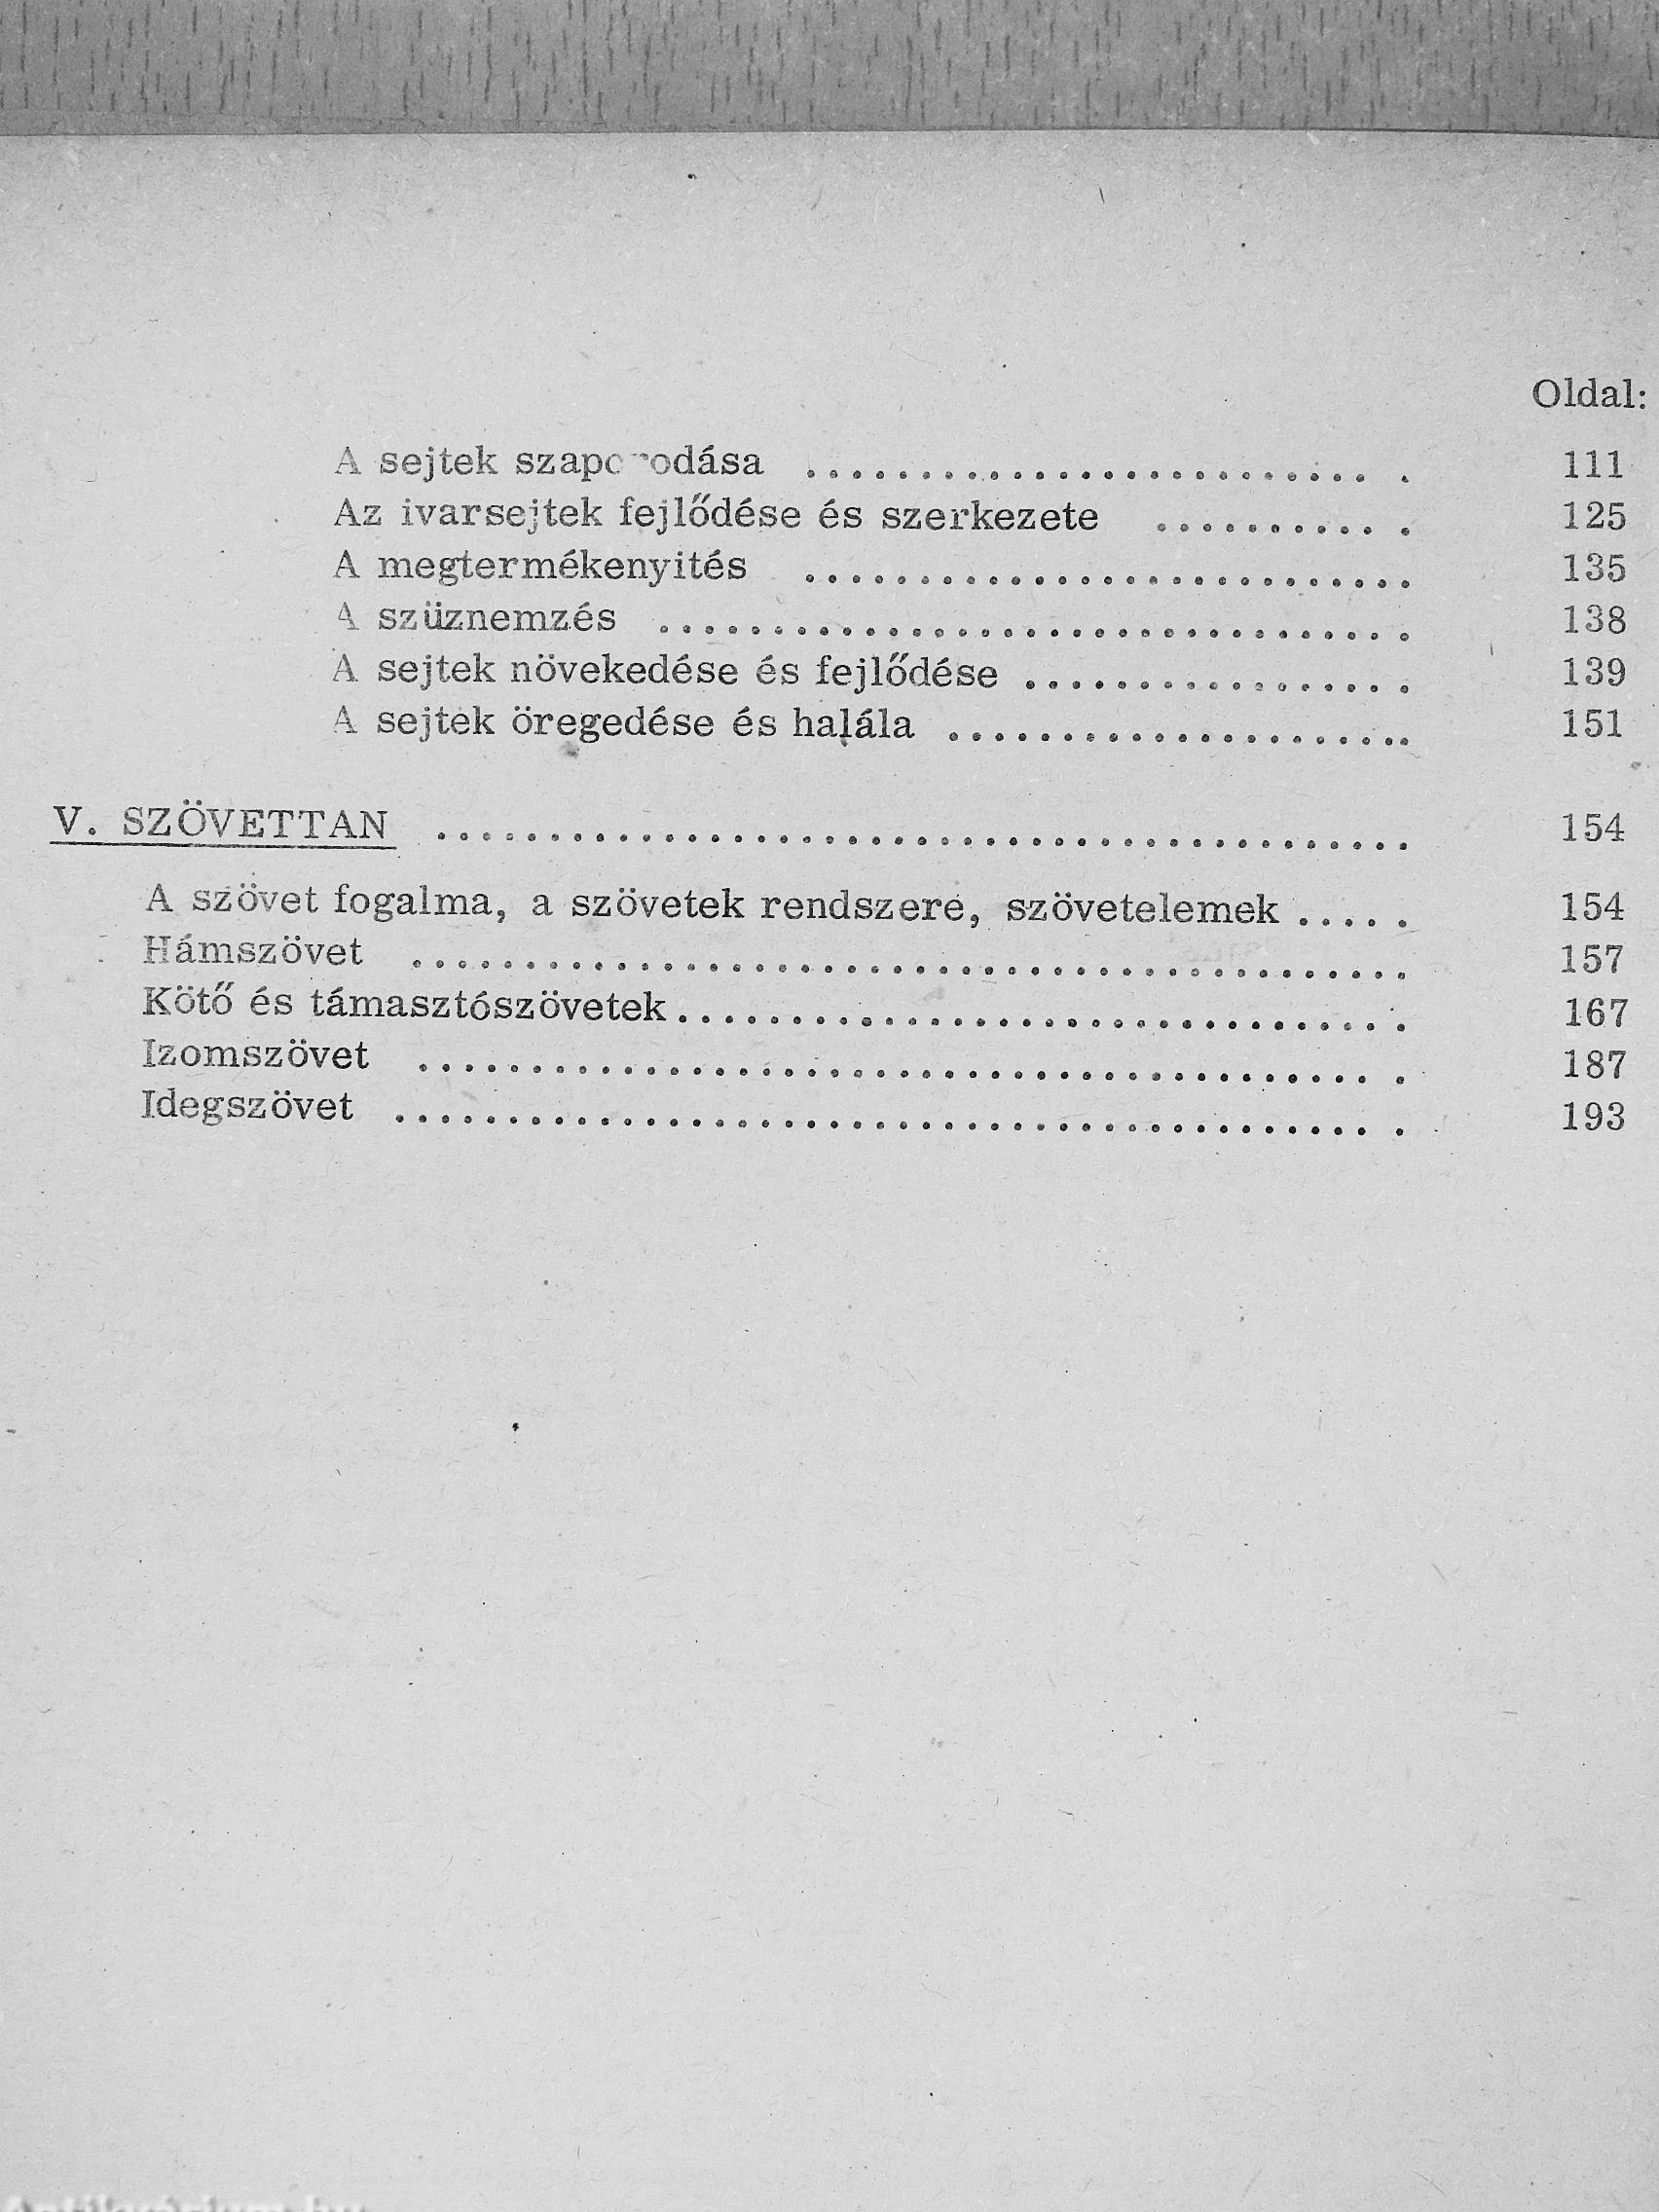 Oldal:
A sejtek szaporodása .......................... 111
Az ivarsejtek fejlődése és szerkezete ........... 125
A megtermékenyités ........................... 135
A szüznemzés ................................. 138
A sejtek növekedése és fejlődése ................. 139
A sejtek öregedése és halála ..................... 151
V. SZÖVETTAN ........................................... 154
A szövet fogalma, a szövetek rendszere, szövetelemek ..... 154
Hámszövet ............................................ 157
Kötő és támasztószövetek ................................ 167
Izomszövet ........................................... 187
Idegszövet ............................................ 193